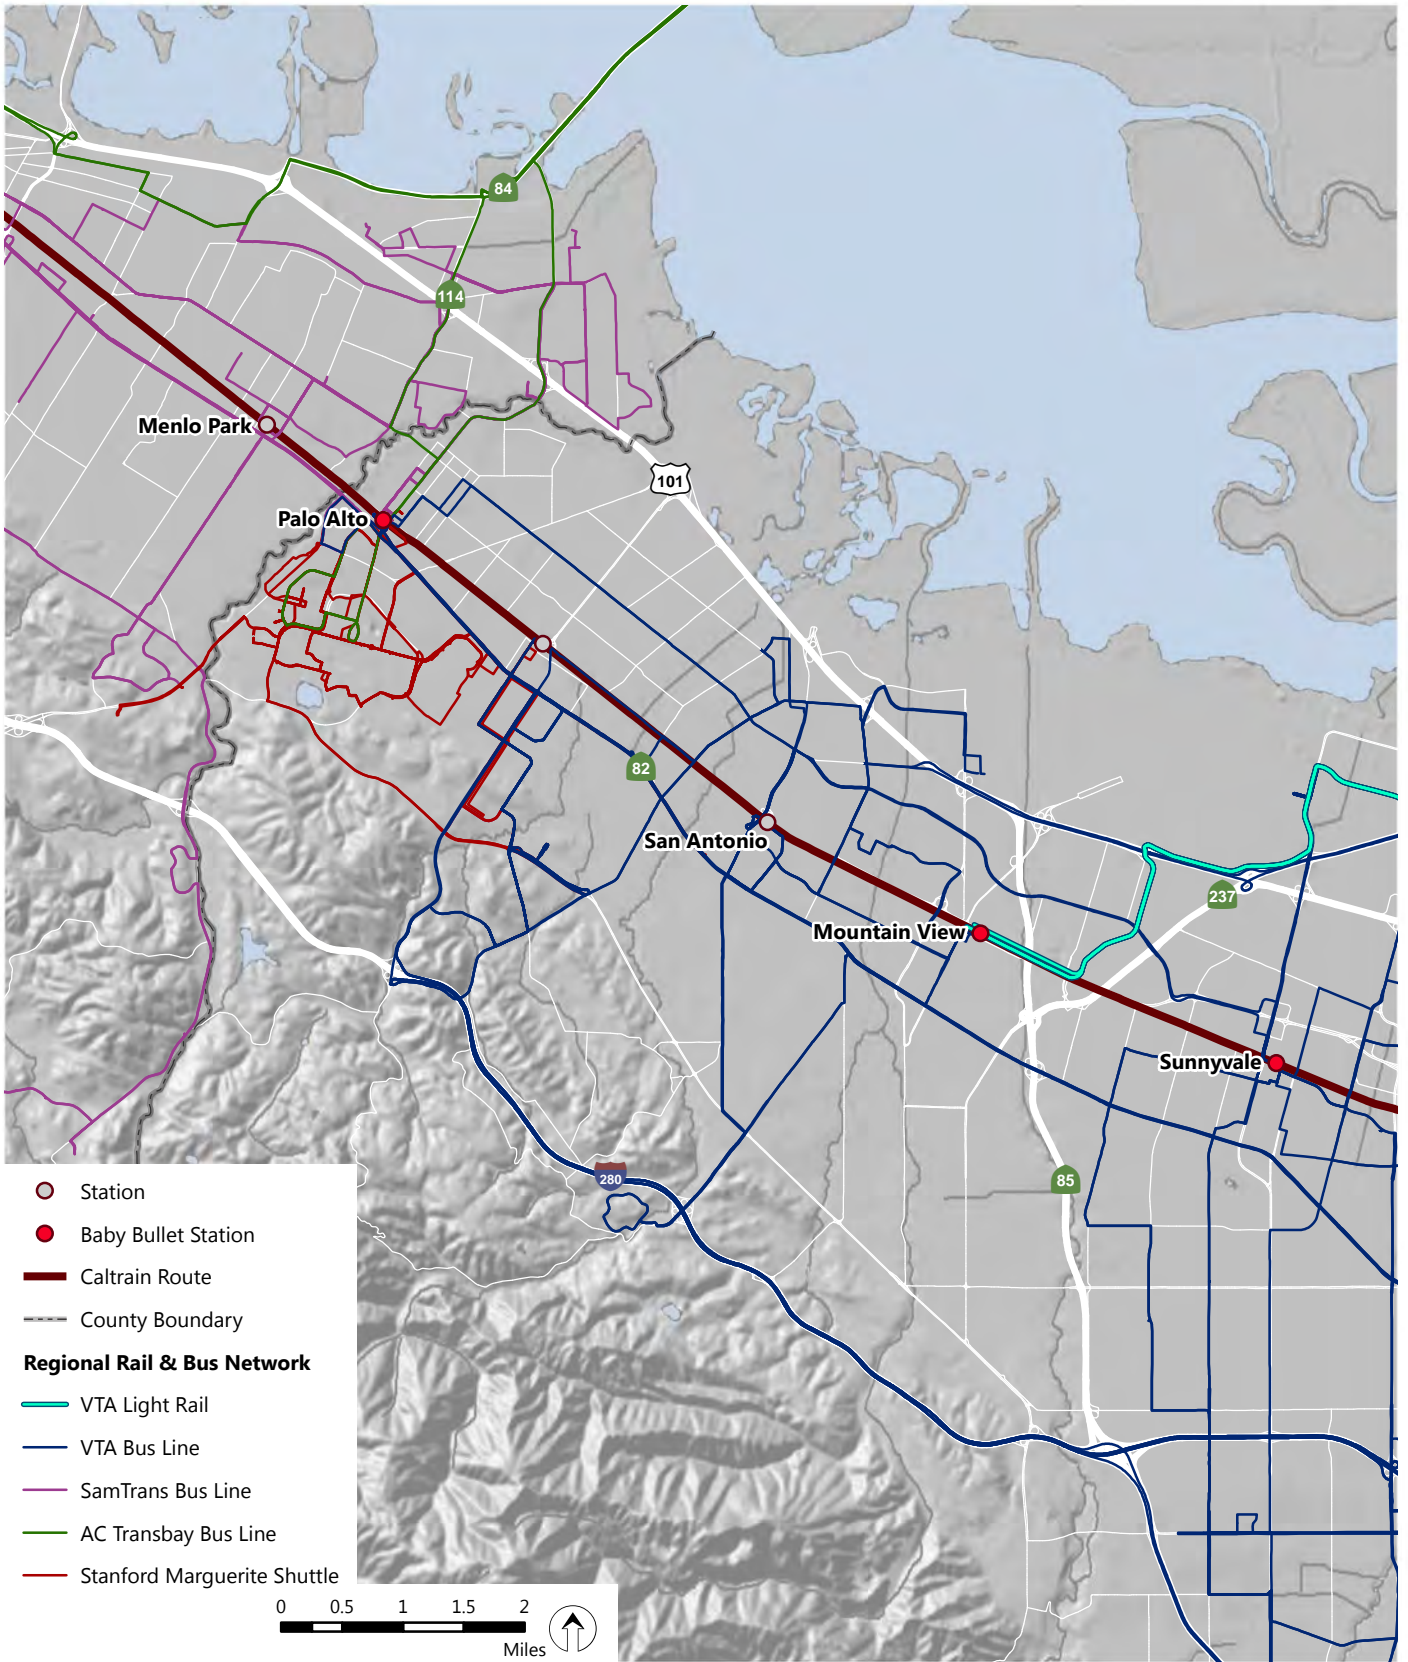 84
114
Menlo Park
101
Palo Alto
82
San Antonio
237
Mountain View
Sunnyvale
280
85
Station
Baby Bullet Station
Caltrain Route
County Boundary
Regional Rail & Bus Network
VTA Light Rail
VTA Bus Line
SamTrans Bus Line
AC Transbay Bus Line
Stanford Marguerite Shuttle
0 0.5 1 1.5 2
Miles